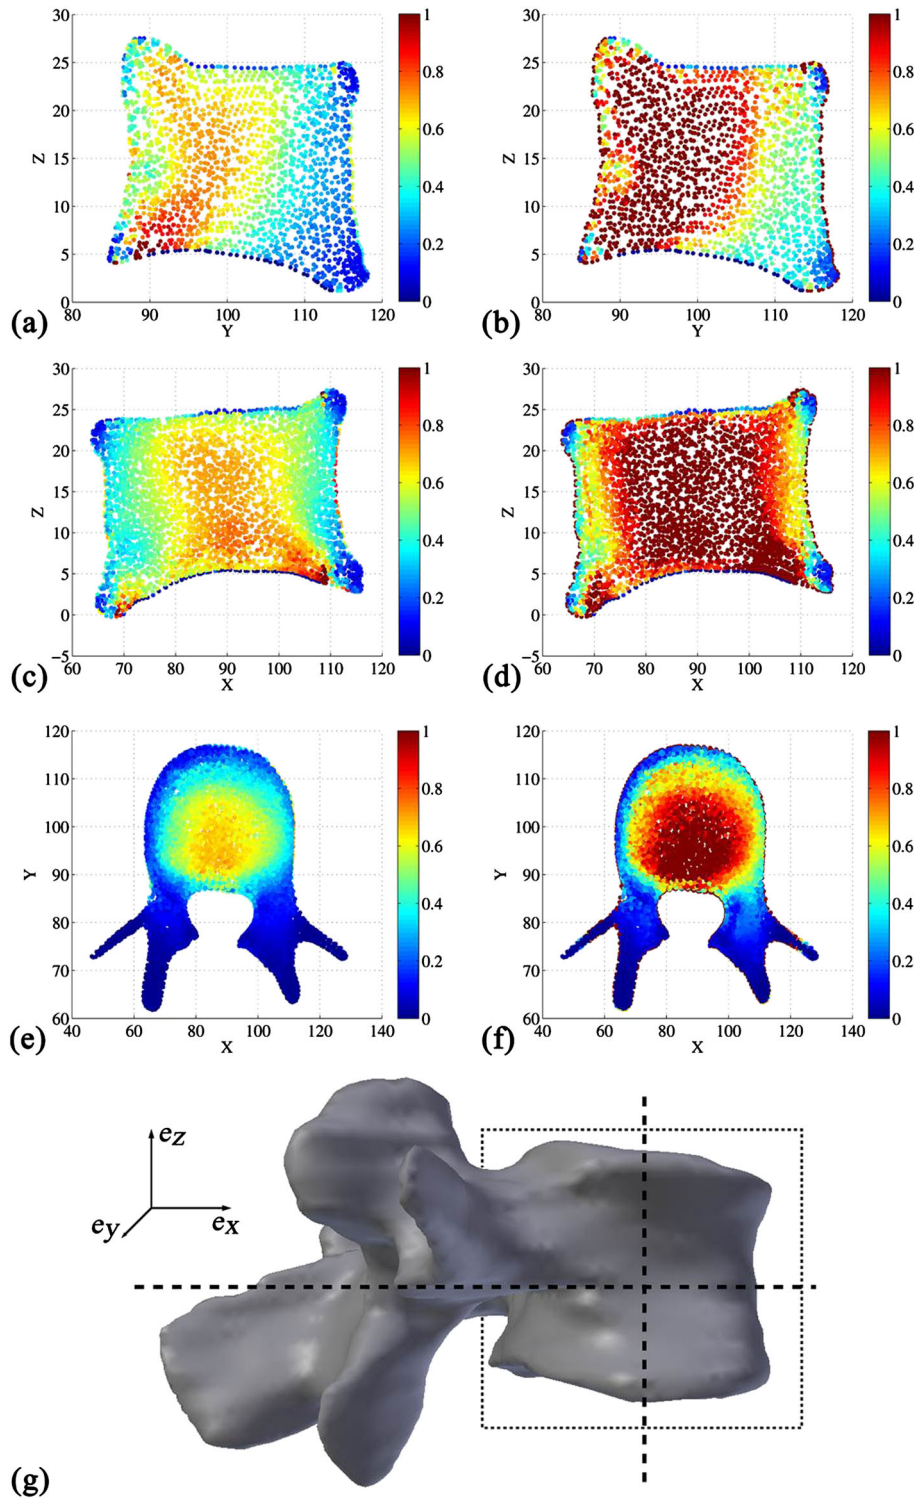 30
25
20
15
10
5
0
Z
80 90 100 110 120
Y
1
0.8
0.6
0.4
0.2
0
(a)
30
25
20
15
10
5
0
Z
80 90 100 110 120
Y
1
0.8
0.6
0.4
0.2
0
(b)
30
25
20
15
10
5
0
−5
Z
60 70 80 90 100 110 120
X
1
0.8
0.6
0.4
0.2
0
(c)
30
25
20
15
10
5
0
−5
Z
60 70 80 90 100 110 120
X
1
0.8
0.6
0.4
0.2
0
(d)
120
110
100
90
80
70
60
Y
40 60 80 100 120 140
X
1
0.8
0.6
0.4
0.2
0
(e)
120
110
100
90
80
70
60
Y
40 60 80 100 120 140
X
1
0.8
0.6
0.4
0.2
0
(f)
eZ
eY
eX
(g)